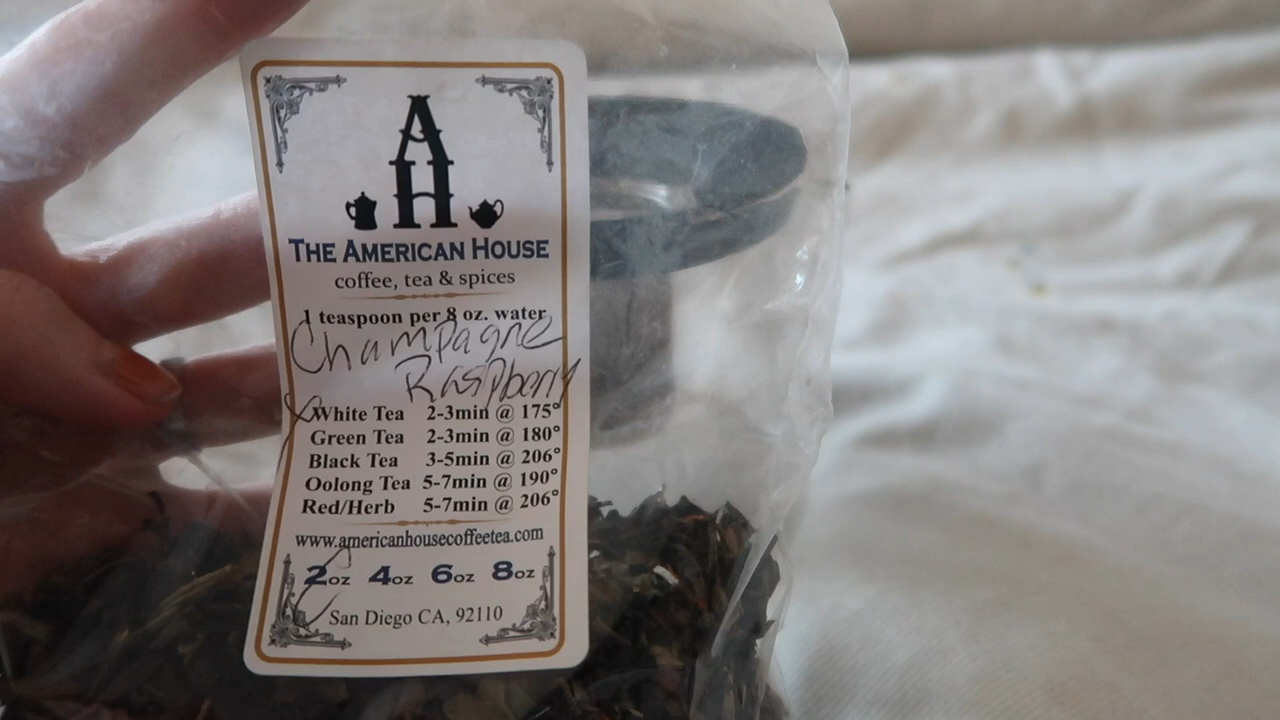 AH
THE AMERICAN HOUSE
coffee, tea & spices
1 teaspoon per 8 oz. water
Champagne
Raspberry
White Tea 2-3min @ 175°
Green Tea 2-3min @ 180°
Black Tea 3-5min @ 206°
Oolong Tea 5-7min @ 190°
Red/Herb 5-7min @ 206°
www.americanhousecoffeetea.com
2oz 4oz 6oz 8oz
San Diego CA, 92110